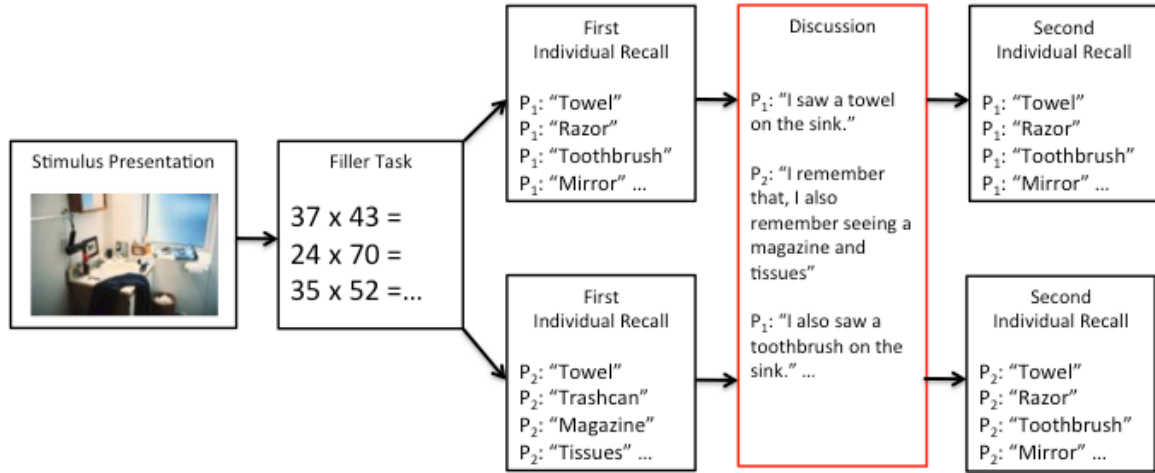 Stimulus Presentation
Filler Task
37 x 43 =
24 x 70 =
35 x 52 =...
First
Individual Recall
P₁: “Towel”
P₁: “Razor”
P₁: “Toothbrush”
P₁: “Mirror” ...
First
Individual Recall
P₂: “Towel”
P₂: “Trashcan”
P₂: “Magazine”
P₂: “Tissues” ...
Discussion
P₁: “I saw a towel
on the sink.”
P₂: “I remember
that, I also
remember seeing a
magazine and
tissues”
P₁: “I also saw a
toothbrush on the
sink.” ...
Second
Individual Recall
P₁: “Towel”
P₁: “Razor”
P₁: “Toothbrush”
P₁: “Mirror” ...
Second
Individual Recall
P₂: “Towel”
P₂: “Razor”
P₂: “Toothbrush”
P₂: “Mirror” ...